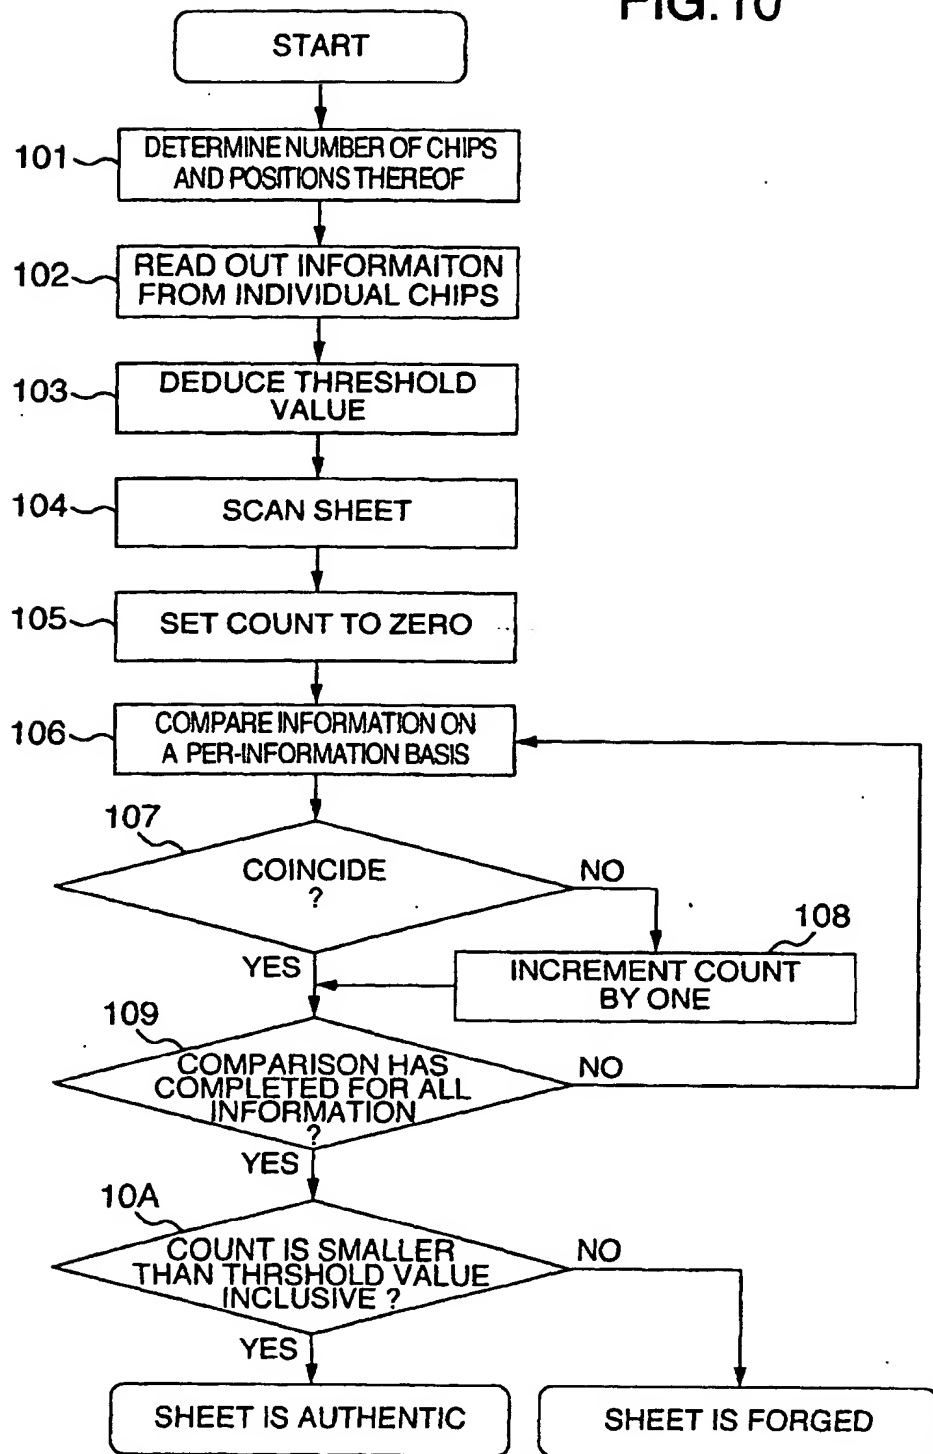 FIG.10
START
101
DETERMINE NUMBER OF CHIPS
AND POSITIONS THEREOF
102
READ OUT INFORMAITON
FROM INDIVIDUAL CHIPS
103
DEDUCE THRESHOLD
VALUE
104
SCAN SHEET
105
SET COUNT TO ZERO
106
COMPARE INFORMATION ON
A PER-INFORMATION BASIS
107
COINCIDE
?
NO
YES
108
INCREMENT COUNT
BY ONE
109
COMPARISON HAS
COMPLETED FOR ALL
INFORMATION
?
NO
YES
10A
COUNT IS SMALLER
THAN THRSHOLD VALUE
INCLUSIVE ?
NO
YES
SHEET IS AUTHENTIC
SHEET IS FORGED